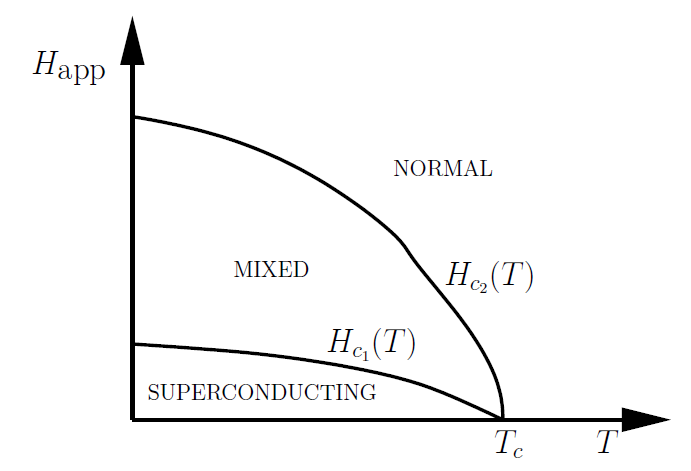 H_app
NORMAL
MIXED
H_c₂(T)
H_c₁(T)
SUPERCONDUCTING
T_c
T